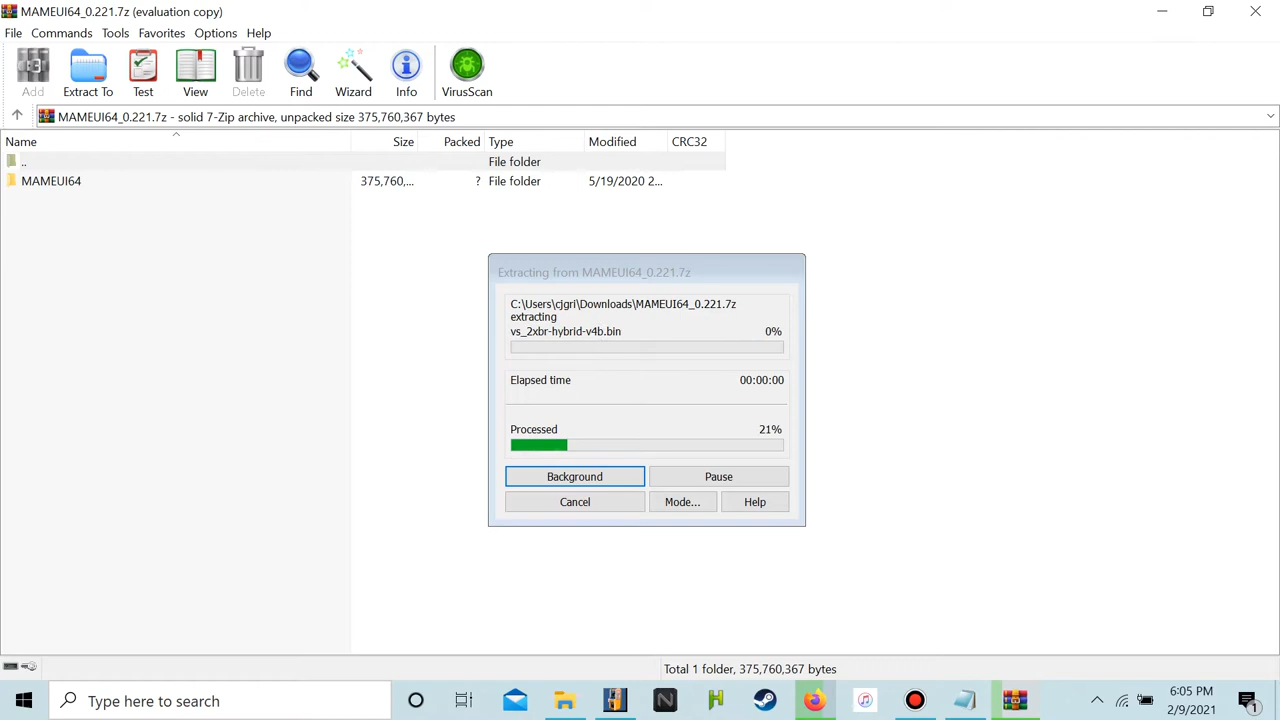 MAMEUI64_0.221.7z (evaluation copy)
File Commands Tools Favorites Options Help
Add Extract To Test View Delete Find Wizard Info VirusScan
MAMEUI64_0.221.7z - solid 7-Zip archive, unpacked size 375,760,367 bytes
Name Size Packed Type Modified CRC32
.. File folder
MAMEUI64 375,760,... ? File folder 5/19/2020 2...
Extracting from MAMEUI64_0.221.7z
C:\Users\cjgri\Downloads\MAMEUI64_0.221.7z
extracting
vs_2xbr-hybrid-v4b.bin 0%
Elapsed time 00:00:00
Processed 21%
Background Pause
Cancel Mode... Help
Total 1 folder, 375,760,367 bytes
Type here to search
6:05 PM
2/9/2021
1